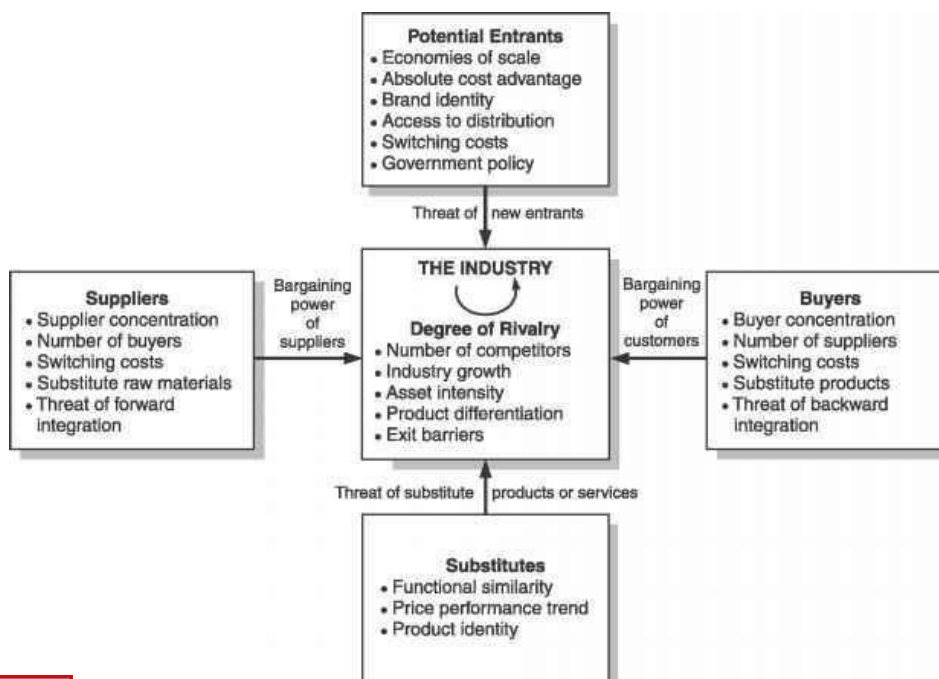 Potential Entrants
• Economies of scale
• Absolute cost advantage
• Brand identity
• Access to distribution
• Switching costs
• Government policy
Threat of new entrants
Suppliers
• Supplier concentration
• Number of buyers
• Switching costs
• Substitute raw materials
• Threat of forward
integration
Bargaining
power
of
suppliers
THE INDUSTRY
Degree of Rivalry
• Number of competitors
• Industry growth
• Asset intensity
• Product differentiation
• Exit barriers
Bargaining
power
of
customers
Buyers
• Buyer concentration
• Number of suppliers
• Switching costs
• Substitute products
• Threat of backward
integration
Threat of substitute products or services
Substitutes
• Functional similarity
• Price performance trend
• Product identity